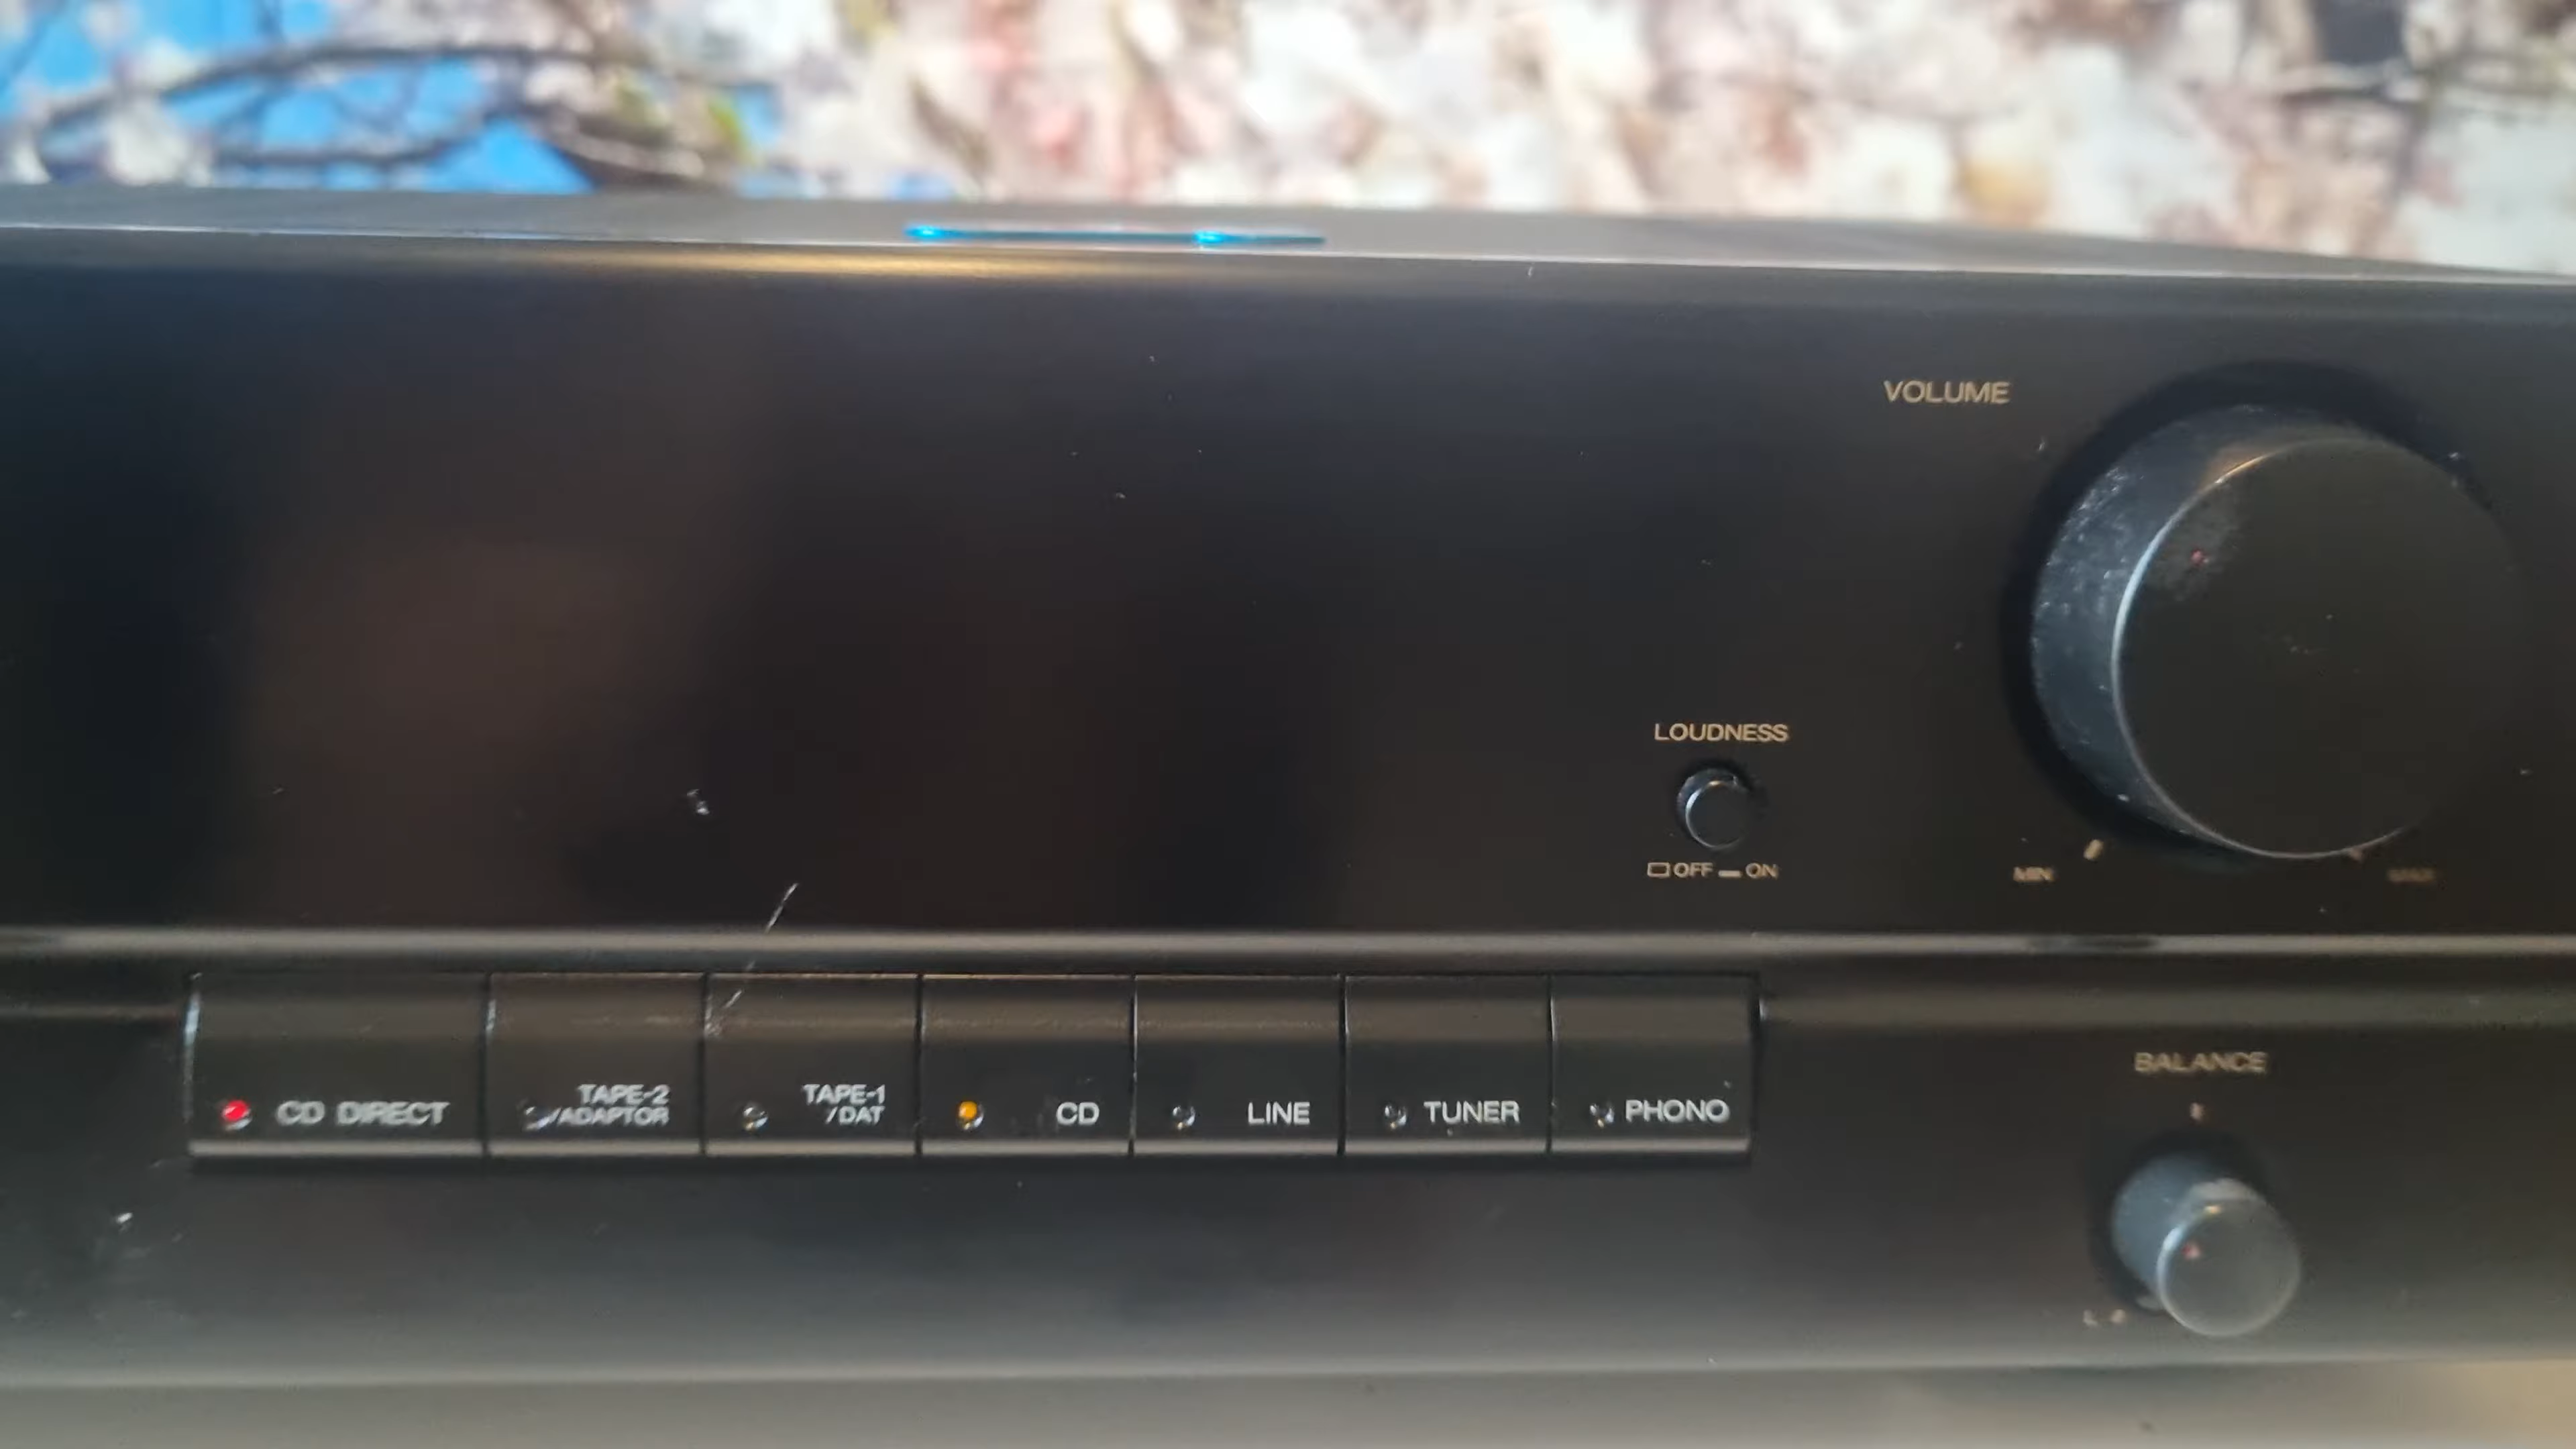 VOLUME
LOUDNESS
OFF ON
MIN
MAX
BALANCE
CD DIRECT
TAPE-2
/ADAPTOR
TAPE-1
/DAT
CD
LINE
TUNER
PHONO
L